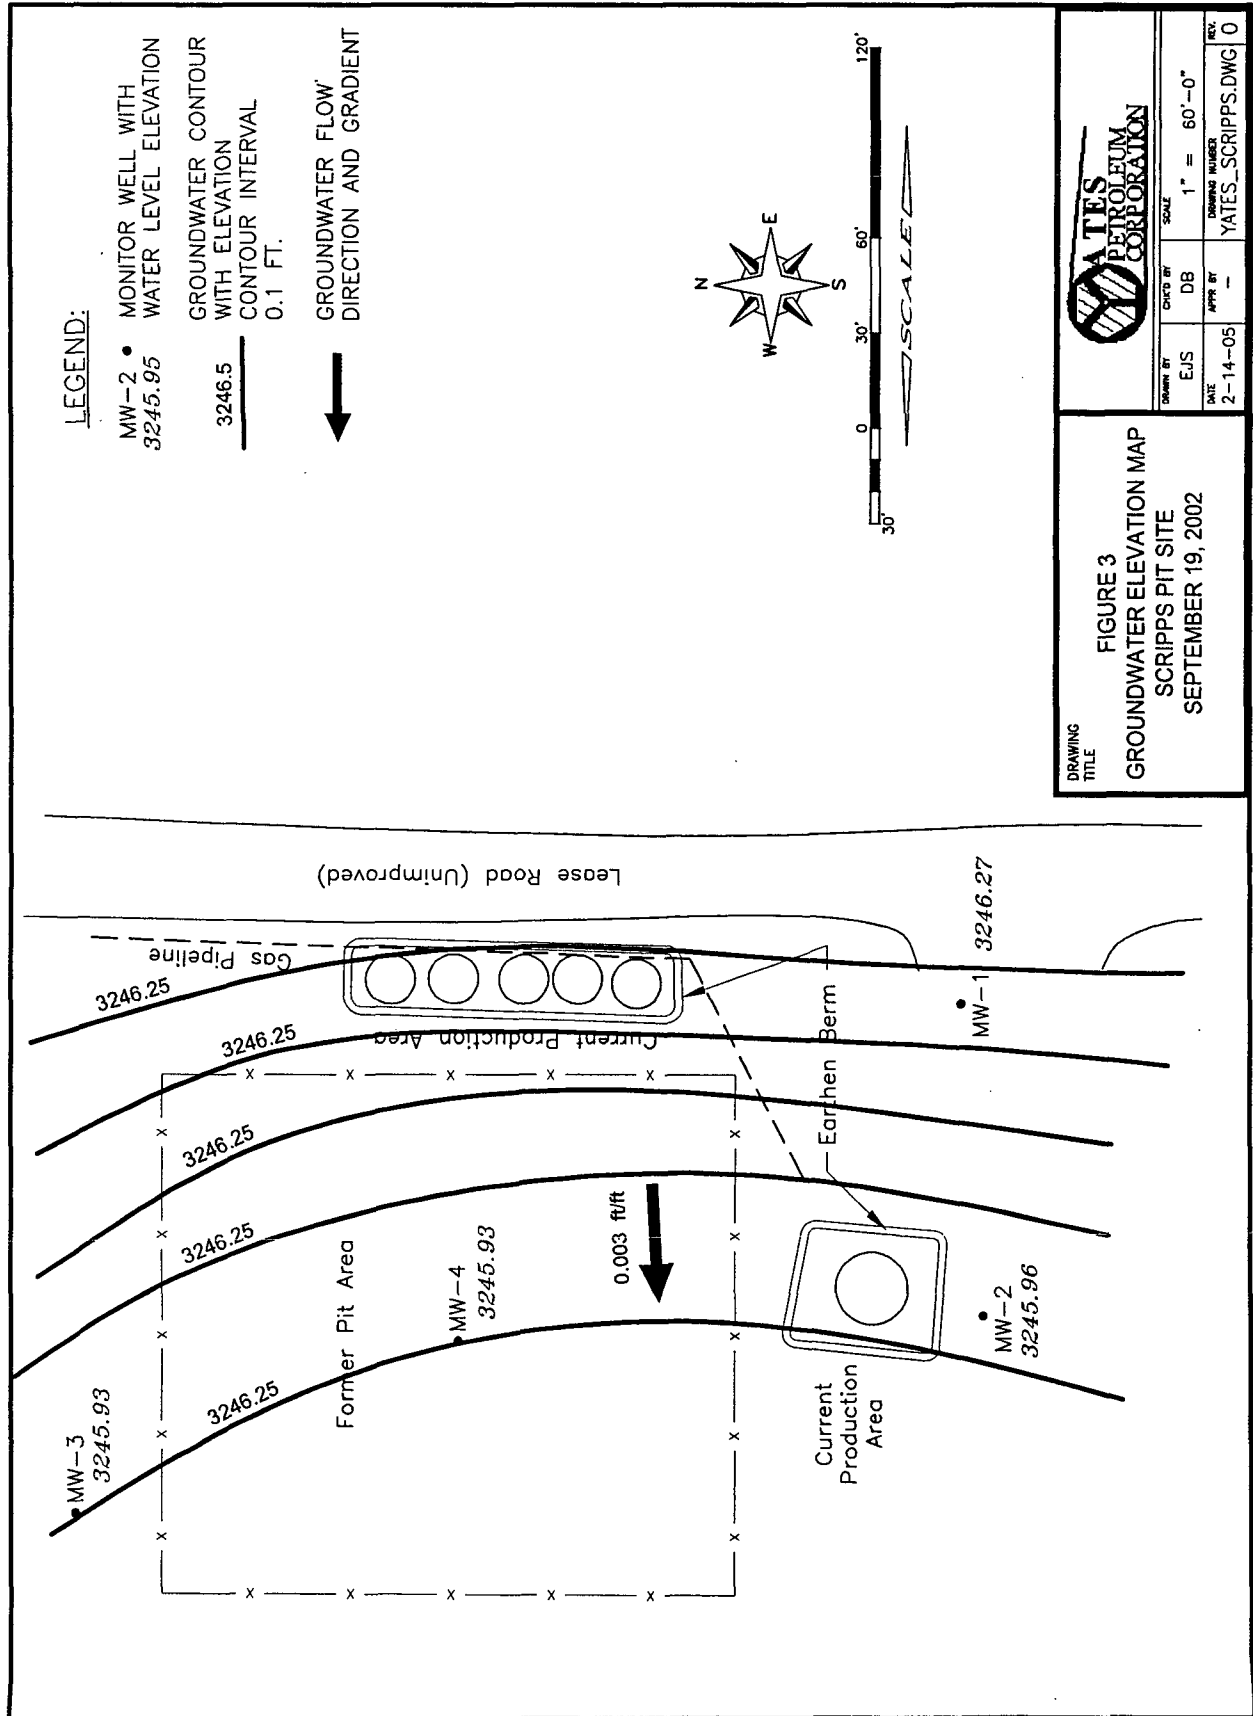 LEGEND:
MW-2
3245.95
MONITOR WELL WITH
WATER LEVEL ELEVATION
3246.5
GROUNDWATER CONTOUR
WITH ELEVATION
CONTOUR INTERVAL
0.1 FT.
GROUNDWATER FLOW
DIRECTION AND GRADIENT
N
E
S
W
30'
0
30'
60'
120'
SCALE
MW-3
3245.93
3246.25
3246.25
3246.25
3246.25
3246.25
Former Pit Area
MW-4
3245.93
0.003 ft/ft
Gas Pipeline
Current Production Area
Lease Road (Unimproved)
Earthen Berm
MW-1 3246.27
MW-2
3245.96
Current
Production
Area
x x x x x
x x x x x
x x x x x
x x x x x
DRAWING
TITLE
FIGURE 3
GROUNDWATER ELEVATION MAP
SCRIPPS PIT SITE
SEPTEMBER 19, 2002
YATES
PETROLEUM
CORPORATION
DRAWN BY
EJS
CHK'D BY
DB
SCALE
1" = 60'-0"
DATE
2-14-05
APPR BY
-
DRAWING NUMBER
YATES_SCRIPPS.DWG
REV.
0